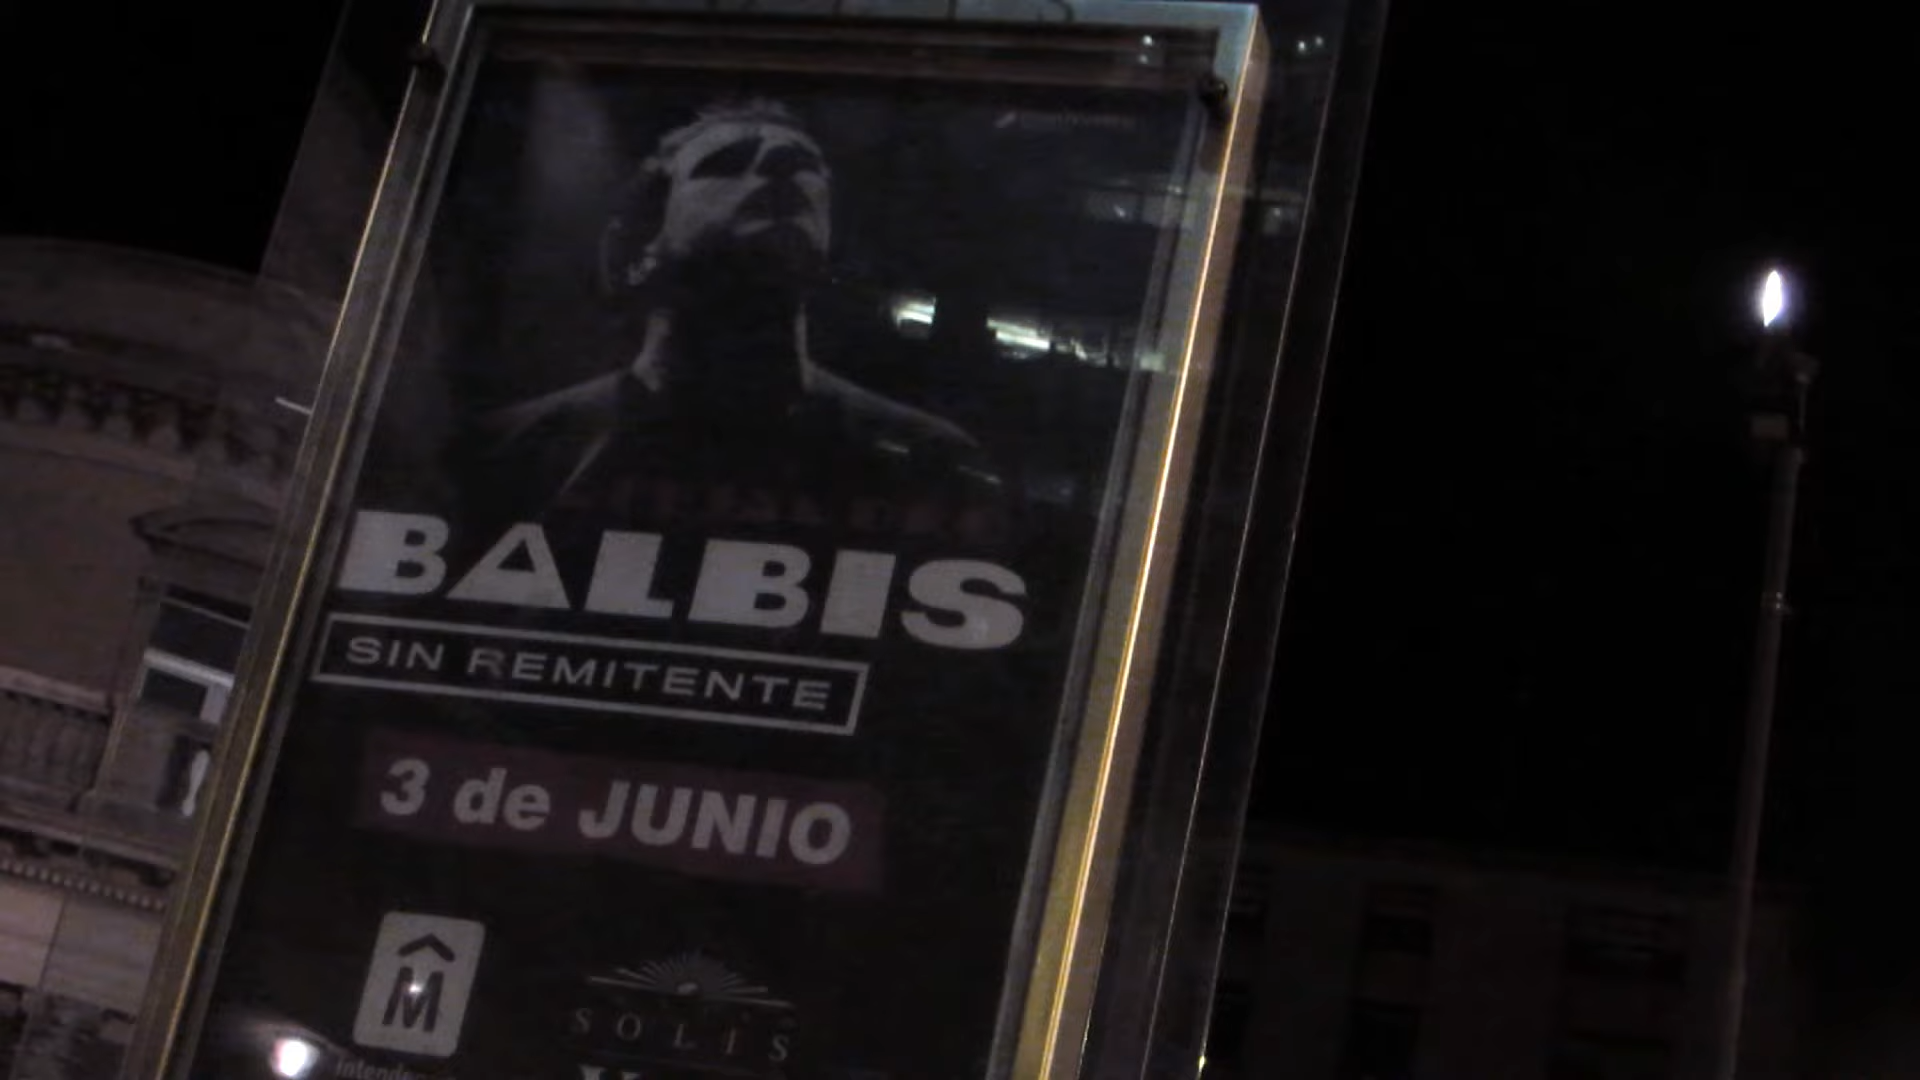 BALBIS
SIN REMITENTE
3 de JUNIO
M
SOLIS